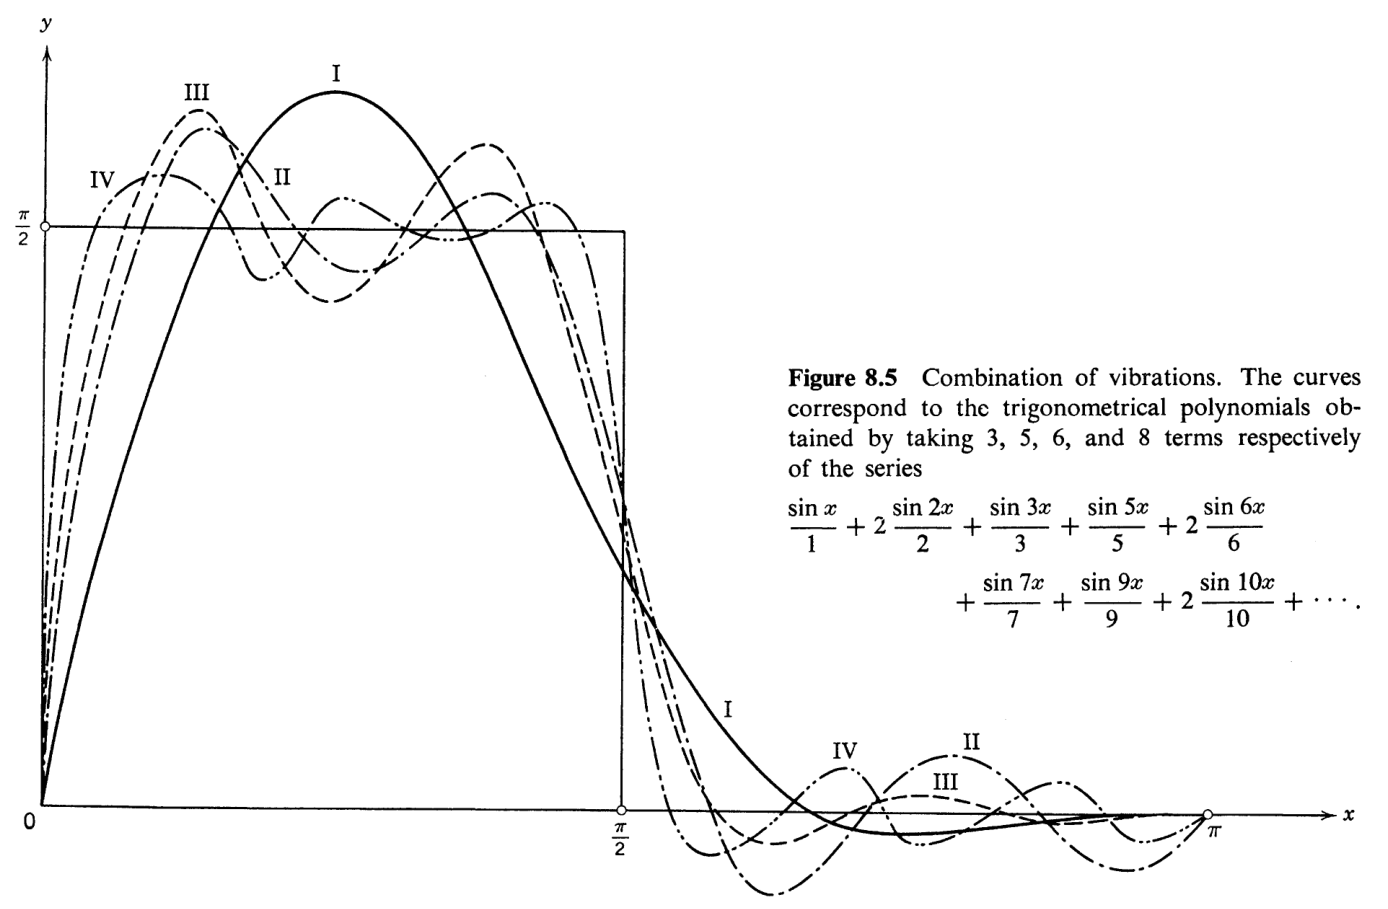 y
I
III
IV
II
π
2
Figure 8.5 Combination of vibrations. The curves
correspond to the trigonometrical polynomials ob-
tained by taking 3, 5, 6, and 8 terms respectively
of the series
sin x/1 + 2 sin 2x/2 + sin 3x/3 + sin 5x/5 + 2 sin 6x/6
+ sin 7x/7 + sin 9x/9 + 2 sin 10x/10 + ⋯.
I
IV
II
III
0
π
2
π
x